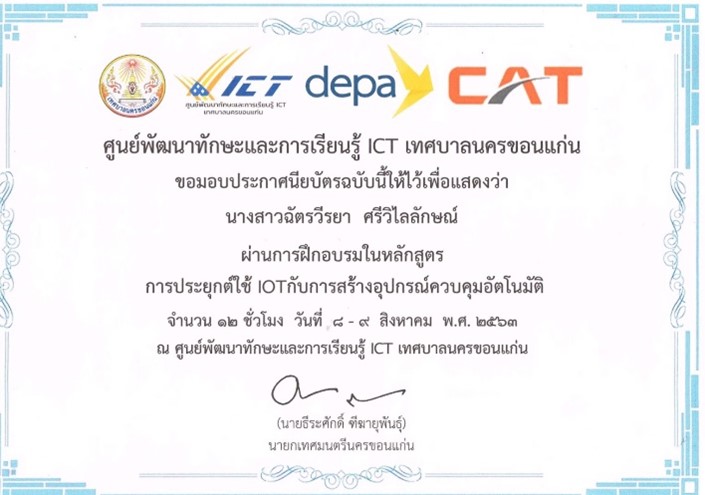 เทศบาลนครขอนแก่น
ICT
ศูนย์พัฒนาทักษะและการเรียนรู้ ICT
เทศบาลนครขอนแก่น
depa
CAT
ศูนย์พัฒนาทักษะและการเรียนรู้ ICT เทศบาลนครขอนแก่น
ขอมอบประกาศนียบัตรฉบับนี้ให้ไว้เพื่อแสดงว่า
นางสาวฉัตรวีรยา ศรีวิไลลักษณ์
ผ่านการฝึกอบรมในหลักสูตร
การประยุกต์ใช้ IOTกับการสร้างอุปกรณ์ควบคุมอัตโนมัติ
จำนวน ๑๒ ชั่วโมง วันที่ ๘ - ๙ สิงหาคม พ.ศ. ๒๕๖๓
ณ ศูนย์พัฒนาทักษะและการเรียนรู้ ICT เทศบาลนครขอนแก่น
(นายธีระศักดิ์ ฑีฆายุพันธุ์)
นายกเทศมนตรีนครขอนแก่น